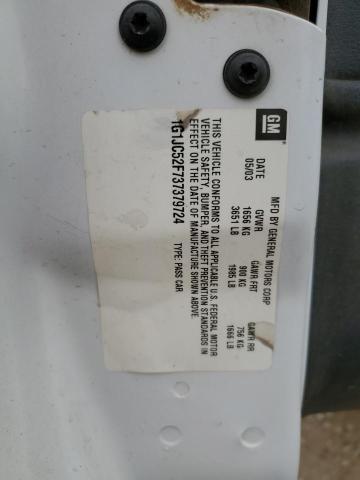 GM
MFD BY GENERAL MOTORS CORP
DATE GVWR GAWR FRT GAWR RR
05/03 1656 KG 900 KG 756 KG
3651 LB 1985 LB 1666 LB
THIS VEHICLE CONFORMS TO ALL APPLICABLE U.S. FEDERAL MOTOR
VEHICLE SAFETY, BUMPER, AND THEFT PREVENTION STANDARDS IN
EFFECT ON THE DATE OF MANUFACTURE SHOWN ABOVE.
1G1JC52F737379724 TYPE: PASS CAR